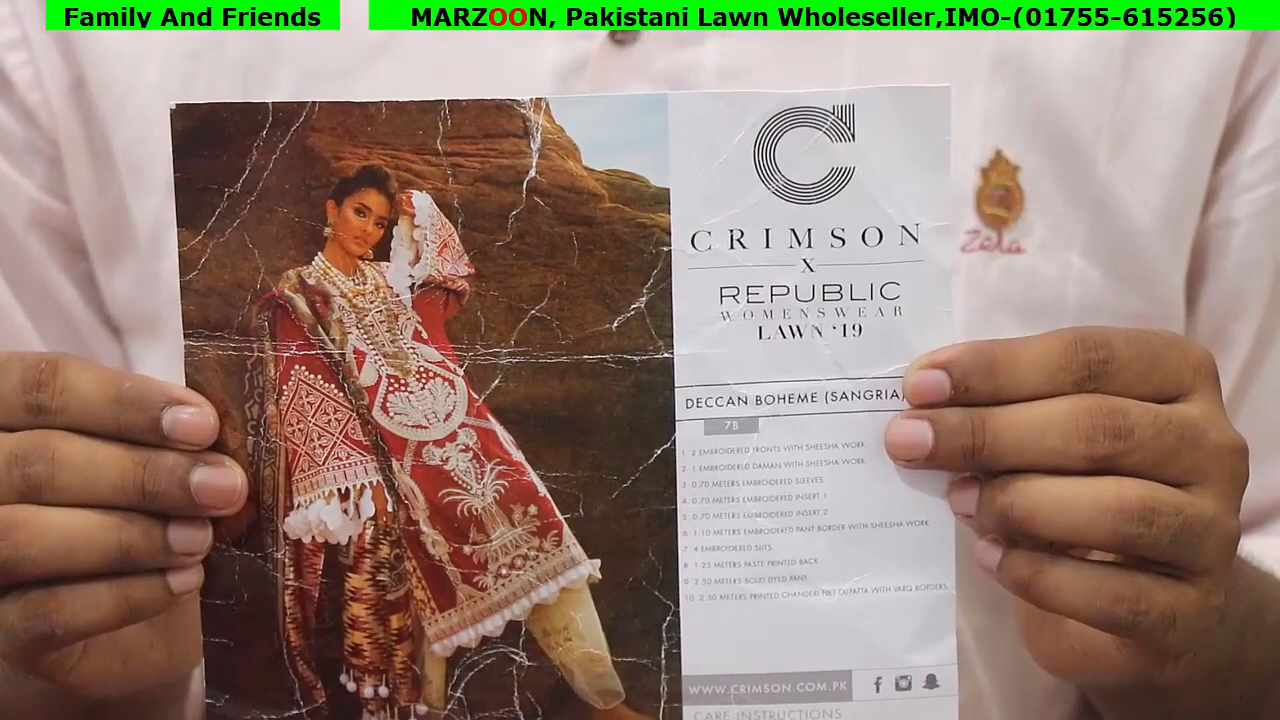 Family And Friends
MARZOON, Pakistani Lawn Wholeseller,IMO-(01755-615256)
CRIMSON
X
REPUBLIC
WOMENSWEAR
LAWN '19
DECCAN BOHEME (SANGRIA)
7B
1. 2 EMBROIDERED FRONTS WITH SHEESHA WORK
2. 1 EMBROIDERED DAMAN WITH SHEESHA WORK
3. 0.70 METERS EMBROIDERED SLEEVES
4. 0.70 METERS EMBROIDERED INSERT 1
5. 0.70 METERS EMBROIDERED INSERT 2
6. 1.10 METERS EMBROIDERED PANT BORDER WITH SHEESHA WORK
7. 4 EMBROIDERED SLITS
8. 1.25 METERS PASTE PRINTED BACK
9. 2.50 METERS SOLID DYED PANT
10. 2.50 METERS PRINTED CHANDERI NET DUPATTA WITH VARQ BORDERS
WWW.CRIMSON.COM.PK
CARE INSTRUCTIONS
Zela